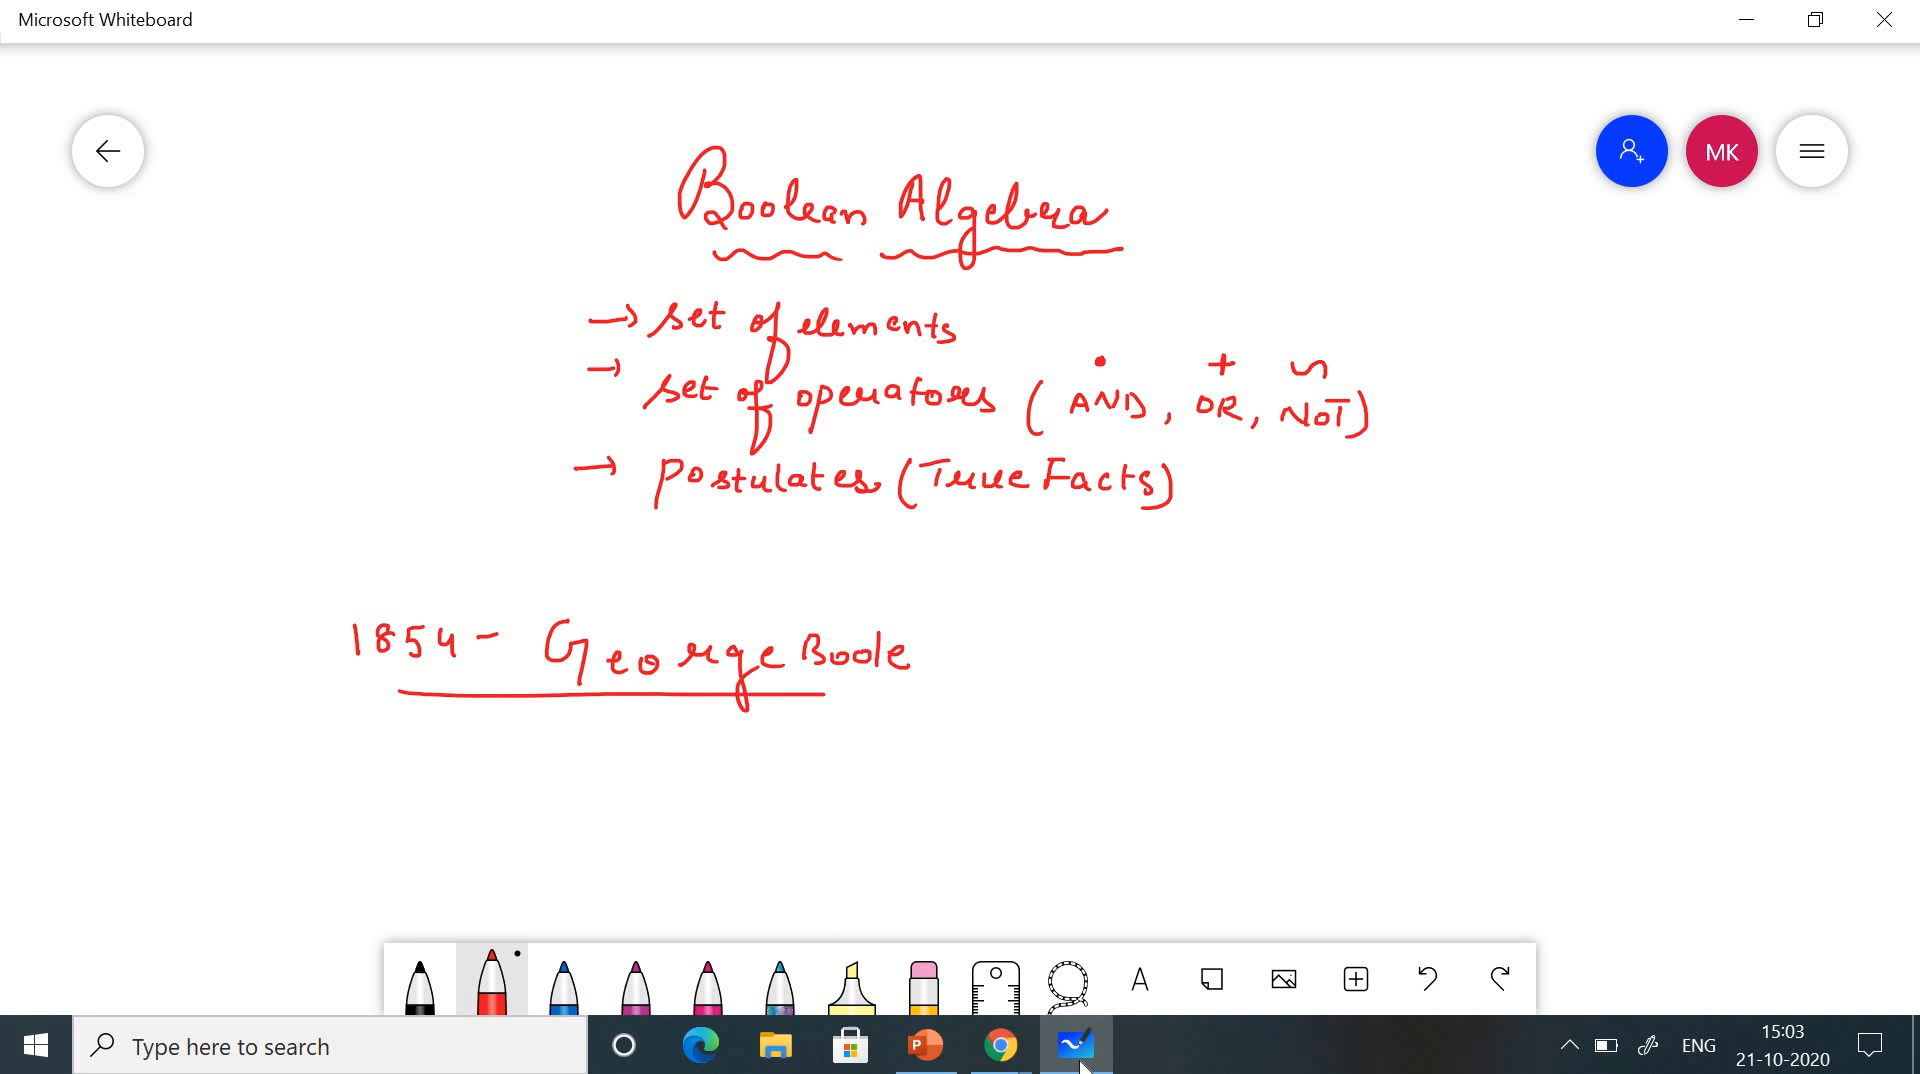 Microsoft Whiteboard
MK
Boolean Algebra
→ set of elements
• + ∽
→ set of operators ( AND, OR, NOT)
→ Postulates (True Facts)
1854 - George Boole
A
Type here to search
P
ENG
15:03
21-10-2020